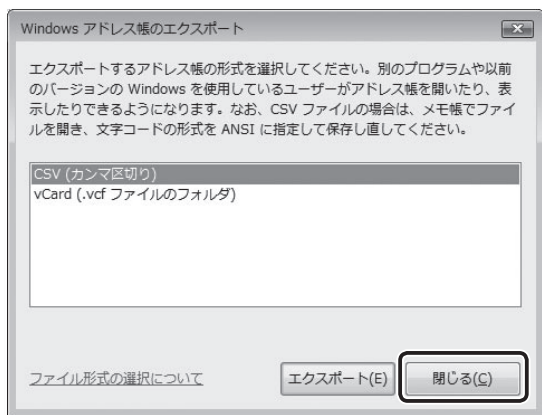 Windows アドレス帳のエクスポート
エクスポートするアドレス帳の形式を選択してください。別のプログラムや以前
のバージョンの Windows を使用しているユーザーがアドレス帳を開いたり、表
示したりできるようになります。なお、CSV ファイルの場合は、メモ帳でファイ
ルを開き、文字コードの形式を ANSI に指定して保存し直してください。
CSV (カンマ区切り)
vCard (.vcf ファイルのフォルダ)
ファイル形式の選択について エクスポート(E) 閉じる(C)